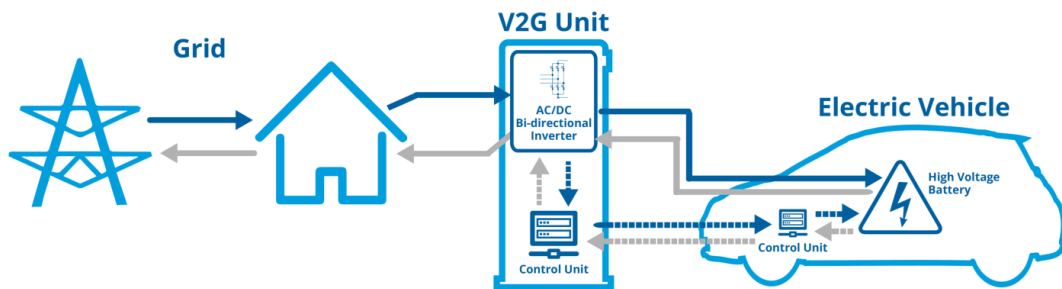 Grid
V2G Unit
AC/DC
Bi-directional
Inverter
Control Unit
Electric Vehicle
High Voltage
Battery
Control Unit